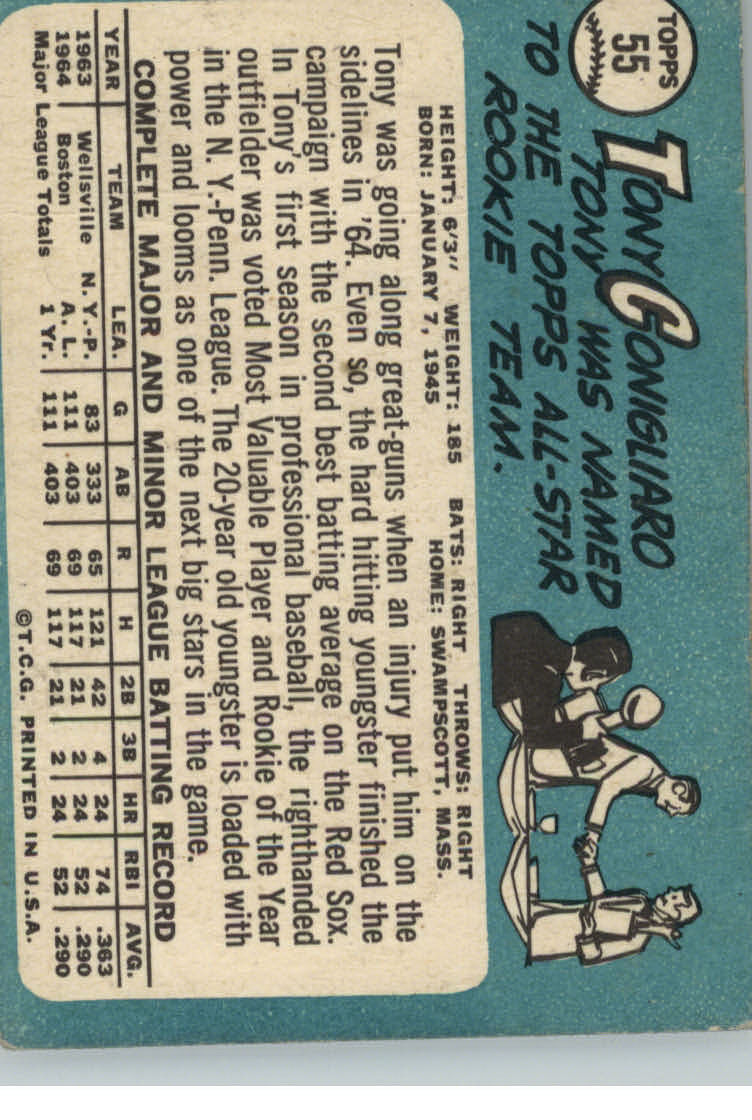 TOPPS
55
TONY CONIGLIARO
TONY WAS NAMED
TO THE TOPPS ALL-STAR
ROOKIE TEAM.
HEIGHT: 6'3" WEIGHT: 185 BATS: RIGHT THROWS: RIGHT
BORN: JANUARY 7, 1945 HOME: SWAMPSCOTT, MASS.
Tony was going along great-guns when an injury put him on the
sidelines in '64. Even so, the hard hitting youngster finished the
campaign with the second best batting average on the Red Sox.
In Tony's first season in professional baseball, the righthanded
outfielder was voted Most Valuable Player and Rookie of the Year
in the N. Y.-Penn. League. The 20-year old youngster is loaded with
power and looms as one of the next big stars in the game.
COMPLETE MAJOR AND MINOR LEAGUE BATTING RECORD
YEAR TEAM LEA. G AB R H 2B 3B HR RBI AVG.
1963 Wellsville N. Y.-P. 83 333 65 121 42 4 24 74 .363
1964 Boston A. L. 111 403 69 117 21 2 24 52 .290
Major League Totals 1 Yr. 111 403 69 117 21 2 24 52 .290
©T.C.G. PRINTED IN U.S.A.